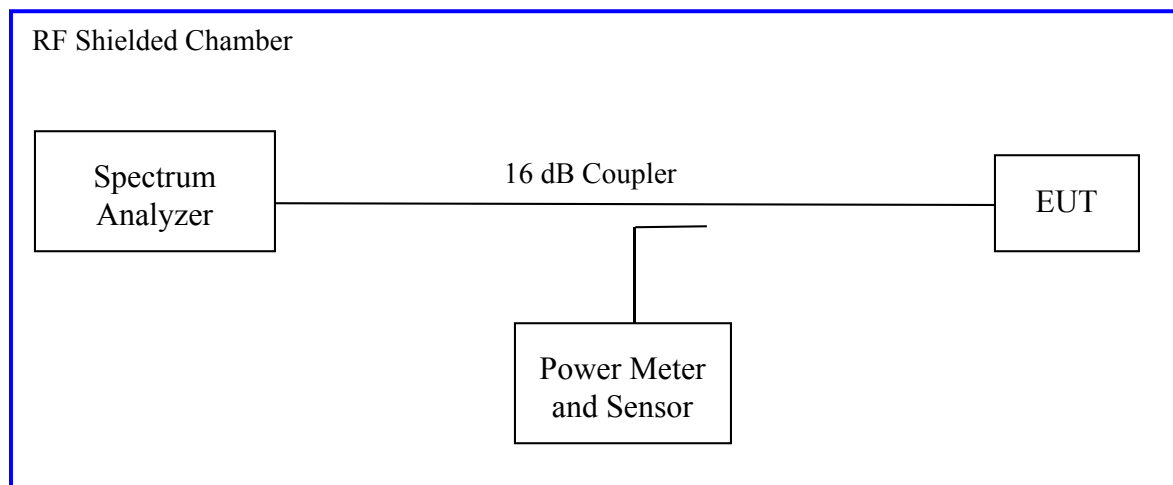 RF Shielded Chamber
Spectrum
Analyzer
16 dB Coupler
EUT
Power Meter
and Sensor